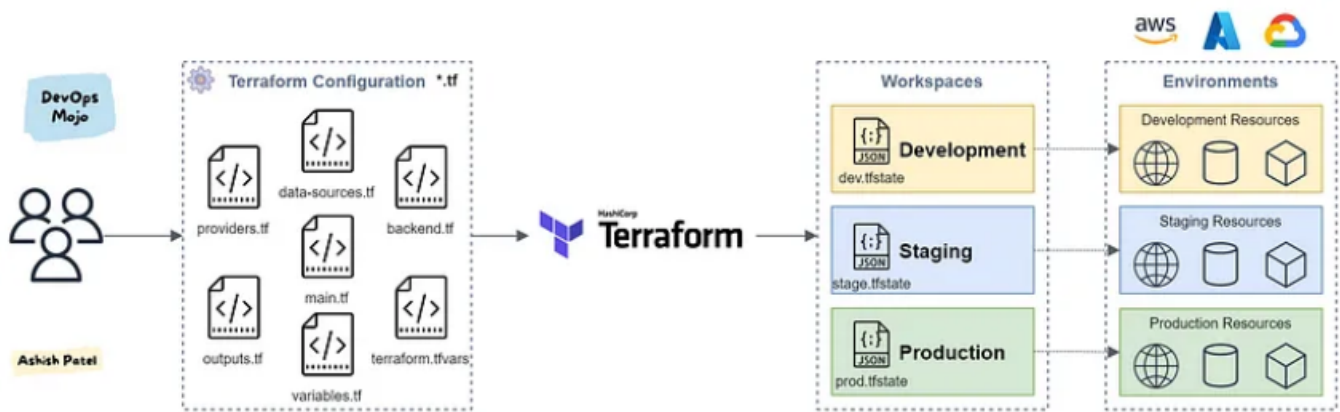 aws
DevOps
Mojo
Ashish Patel
Terraform Configuration *.tf
data-sources.tf
providers.tf
backend.tf
main.tf
outputs.tf
terraform.tfvars
variables.tf
HashiCorp
Terraform
Workspaces
{:}
JSON
Development
dev.tfstate
{:}
JSON
Staging
stage.tfstate
{:}
JSON
Production
prod.tfstate
Environments
Development Resources
Staging Resources
Production Resources